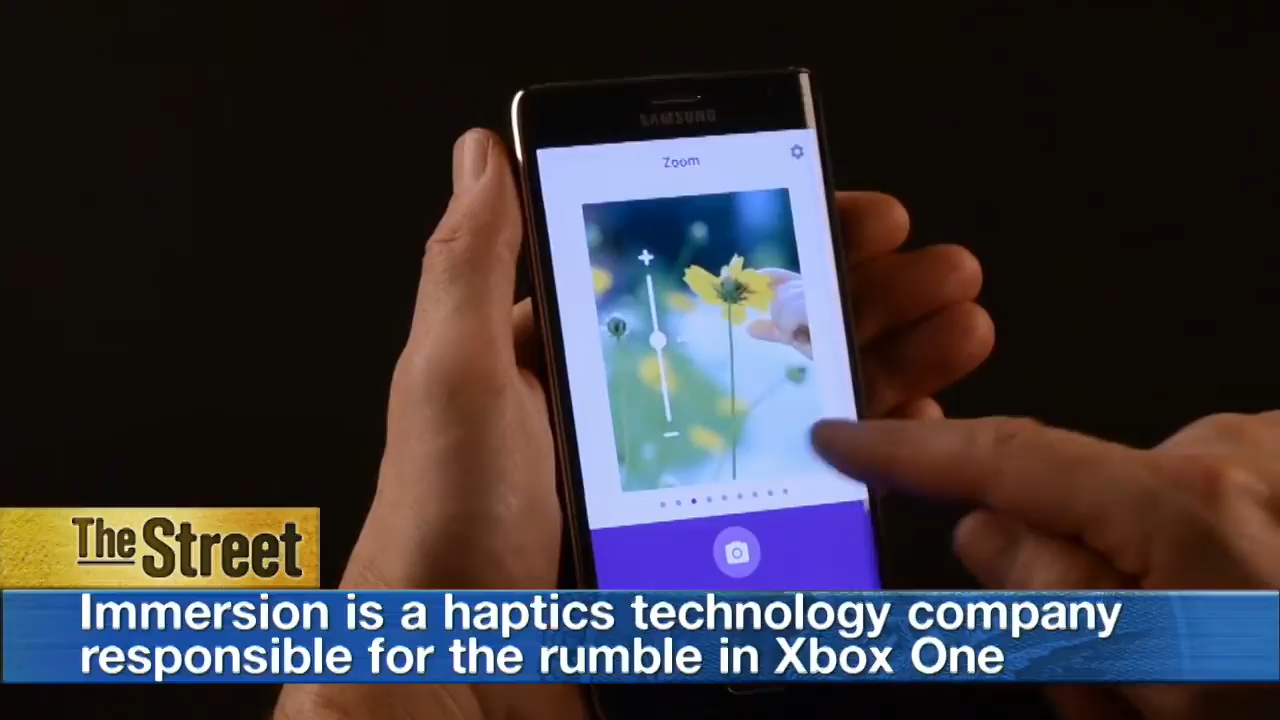 SAMSUNG
Zoom
The Street
Immersion is a haptics technology company
responsible for the rumble in Xbox One